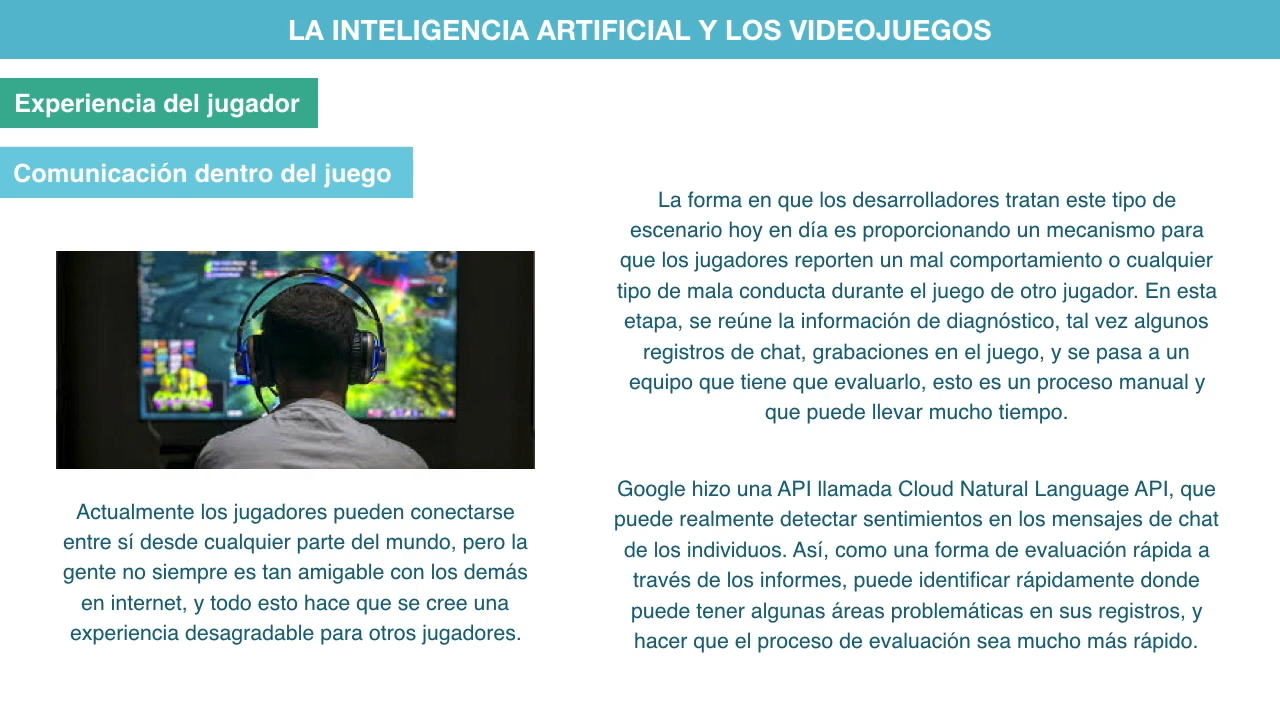 LA INTELIGENCIA ARTIFICIAL Y LOS VIDEOJUEGOS
Experiencia del jugador
Comunicación dentro del juego
Actualmente los jugadores pueden conectarse
entre sí desde cualquier parte del mundo, pero la
gente no siempre es tan amigable con los demás
en internet, y todo esto hace que se cree una
experiencia desagradable para otros jugadores.
La forma en que los desarrolladores tratan este tipo de
escenario hoy en día es proporcionando un mecanismo para
que los jugadores reporten un mal comportamiento o cualquier
tipo de mala conducta durante el juego de otro jugador. En esta
etapa, se reúne la información de diagnóstico, tal vez algunos
registros de chat, grabaciones en el juego, y se pasa a un
equipo que tiene que evaluarlo, esto es un proceso manual y
que puede llevar mucho tiempo.
Google hizo una API llamada Cloud Natural Language API, que
puede realmente detectar sentimientos en los mensajes de chat
de los individuos. Así, como una forma de evaluación rápida a
través de los informes, puede identificar rápidamente donde
puede tener algunas áreas problemáticas en sus registros, y
hacer que el proceso de evaluación sea mucho más rápido.